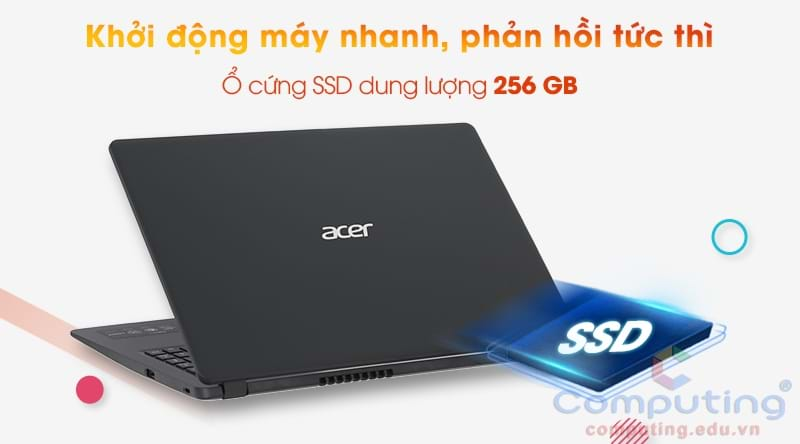 Khởi động máy nhanh, phản hồi tức thì
Ổ cứng SSD dung lượng 256 GB
acer
SSD
Computing®
computing.edu.vn